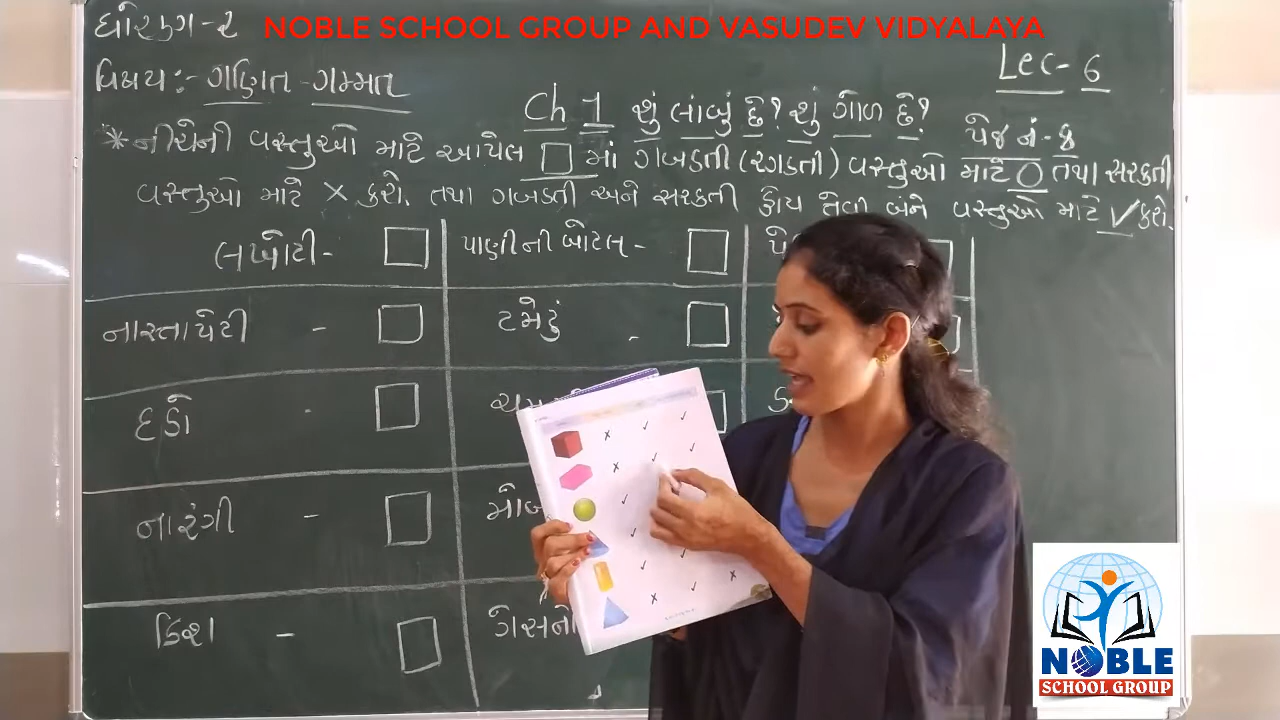 ધોરણ-૨
NOBLE SCHOOL GROUP AND VASUDEV VIDYALAYA
વિષય:- ગણિત-ગમ્મત
Lec-6
Ch 1 શું લાંબું છે? શું ગોળ છે?
પેજ નં-8
*નીચેની વસ્તુઓ માટે આપેલ □ માં ગબડતી (રગડતી) વસ્તુઓ માટે ○ તથા સરકતી
વસ્તુઓ માટે × કરો. તથા ગબડતી અને સરકતી હોય તેવી બંને વસ્તુઓ માટે ✓ કરો.
લખોટી- □ પાણીની બોટલ- □
નાસ્તાપેટી - □ ટમેટું - □
દડો - □
નારંગી - □
ડિશ - □ ગેસનો
NOBLE
SCHOOL GROUP